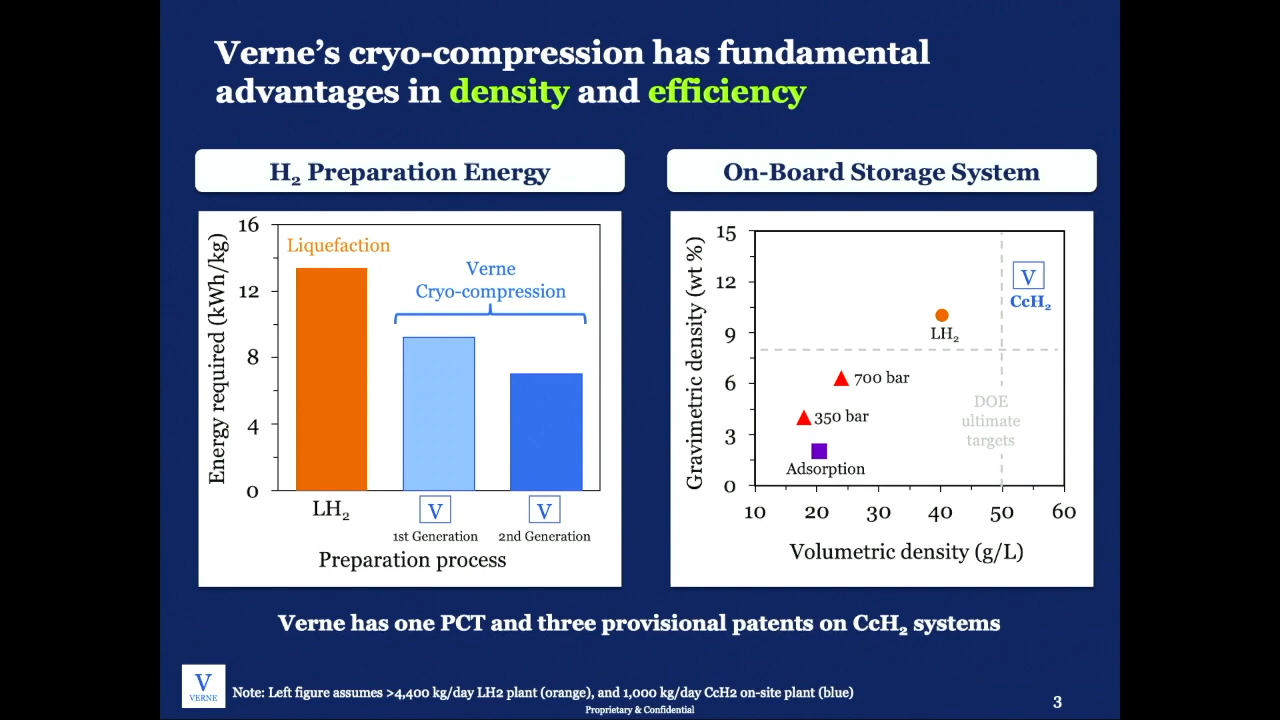 Verne's cryo-compression has fundamental
advantages in density and efficiency
H₂ Preparation Energy
Energy required (kWh/kg)
16
12
8
4
0
Liquefaction
Verne
Cryo-compression
LH₂
V
1st Generation
V
2nd Generation
Preparation process
On-Board Storage System
Gravimetric density (wt %)
15
12
9
6
3
0
V
CcH₂
LH₂
700 bar
350 bar
Adsorption
DOE
ultimate
targets
10 20 30 40 50 60
Volumetric density (g/L)
Verne has one PCT and three provisional patents on CcH₂ systems
V
VERNE
Note: Left figure assumes >4,400 kg/day LH2 plant (orange), and 1,000 kg/day CcH2 on-site plant (blue)
Proprietary & Confidential
3